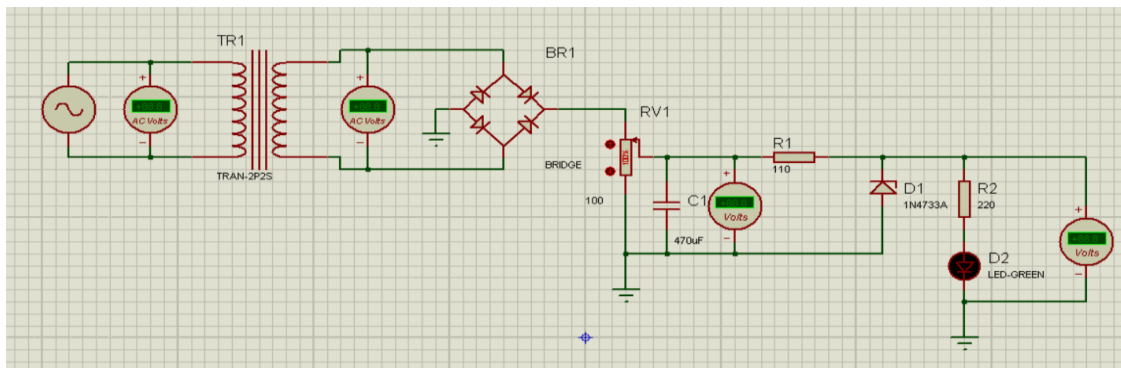 TR1
AC Volts
TRAN-2P2S
AC Volts
BR1
BRIDGE
RV1
100
C1
470uF
Volts
R1
110
D1
1N4733A
R2
220
D2
LED-GREEN
Volts